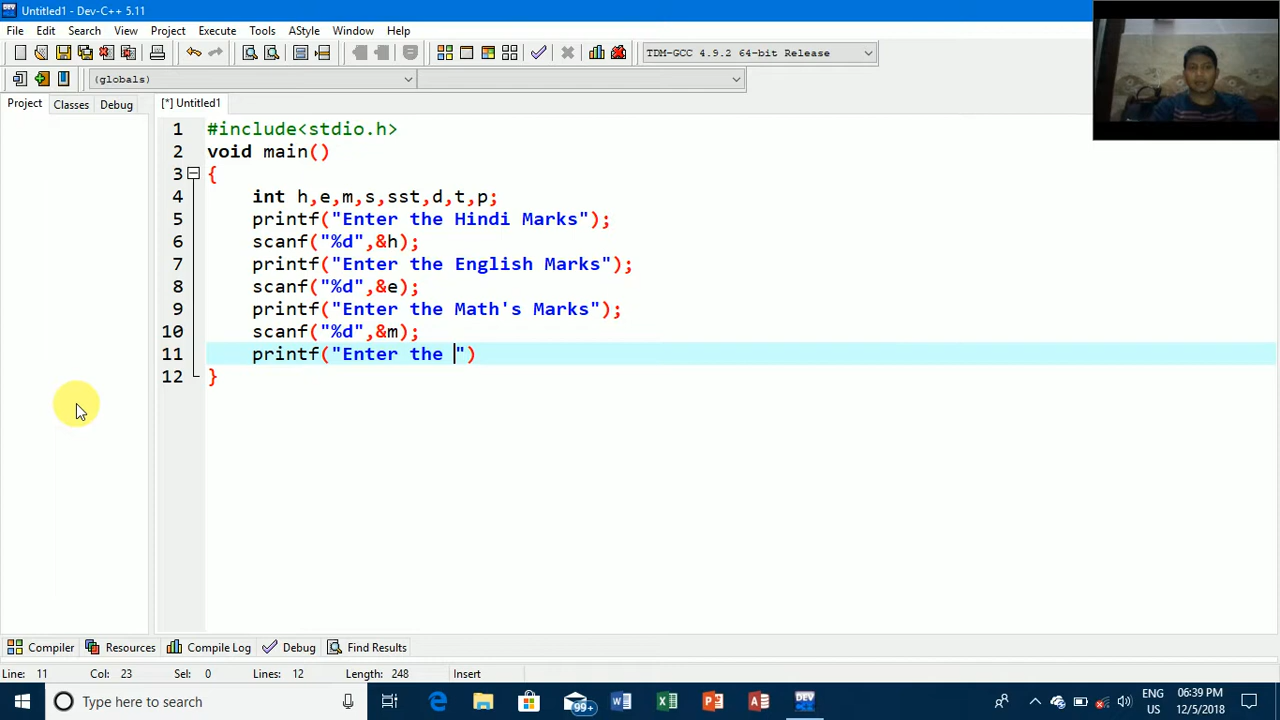 Untitled1 - Dev-C++ 5.11
File Edit Search View Project Execute Tools AStyle Window Help
TDM-GCC 4.9.2 64-bit Release
(globals)
Project Classes Debug [*] Untitled1
1 #include<stdio.h>
2 void main()
3 {
4 int h,e,m,s,sst,d,t,p;
5 printf("Enter the Hindi Marks");
6 scanf("%d",&h);
7 printf("Enter the English Marks");
8 scanf("%d",&e);
9 printf("Enter the Math's Marks");
10 scanf("%d",&m);
11 printf("Enter the ")
12 }
Compiler Resources Compile Log Debug Find Results
Line: 11 Col: 23 Sel: 0 Lines: 12 Length: 248 Insert
Type here to search 99+ DEV ENG US 06:39 PM 12/5/2018